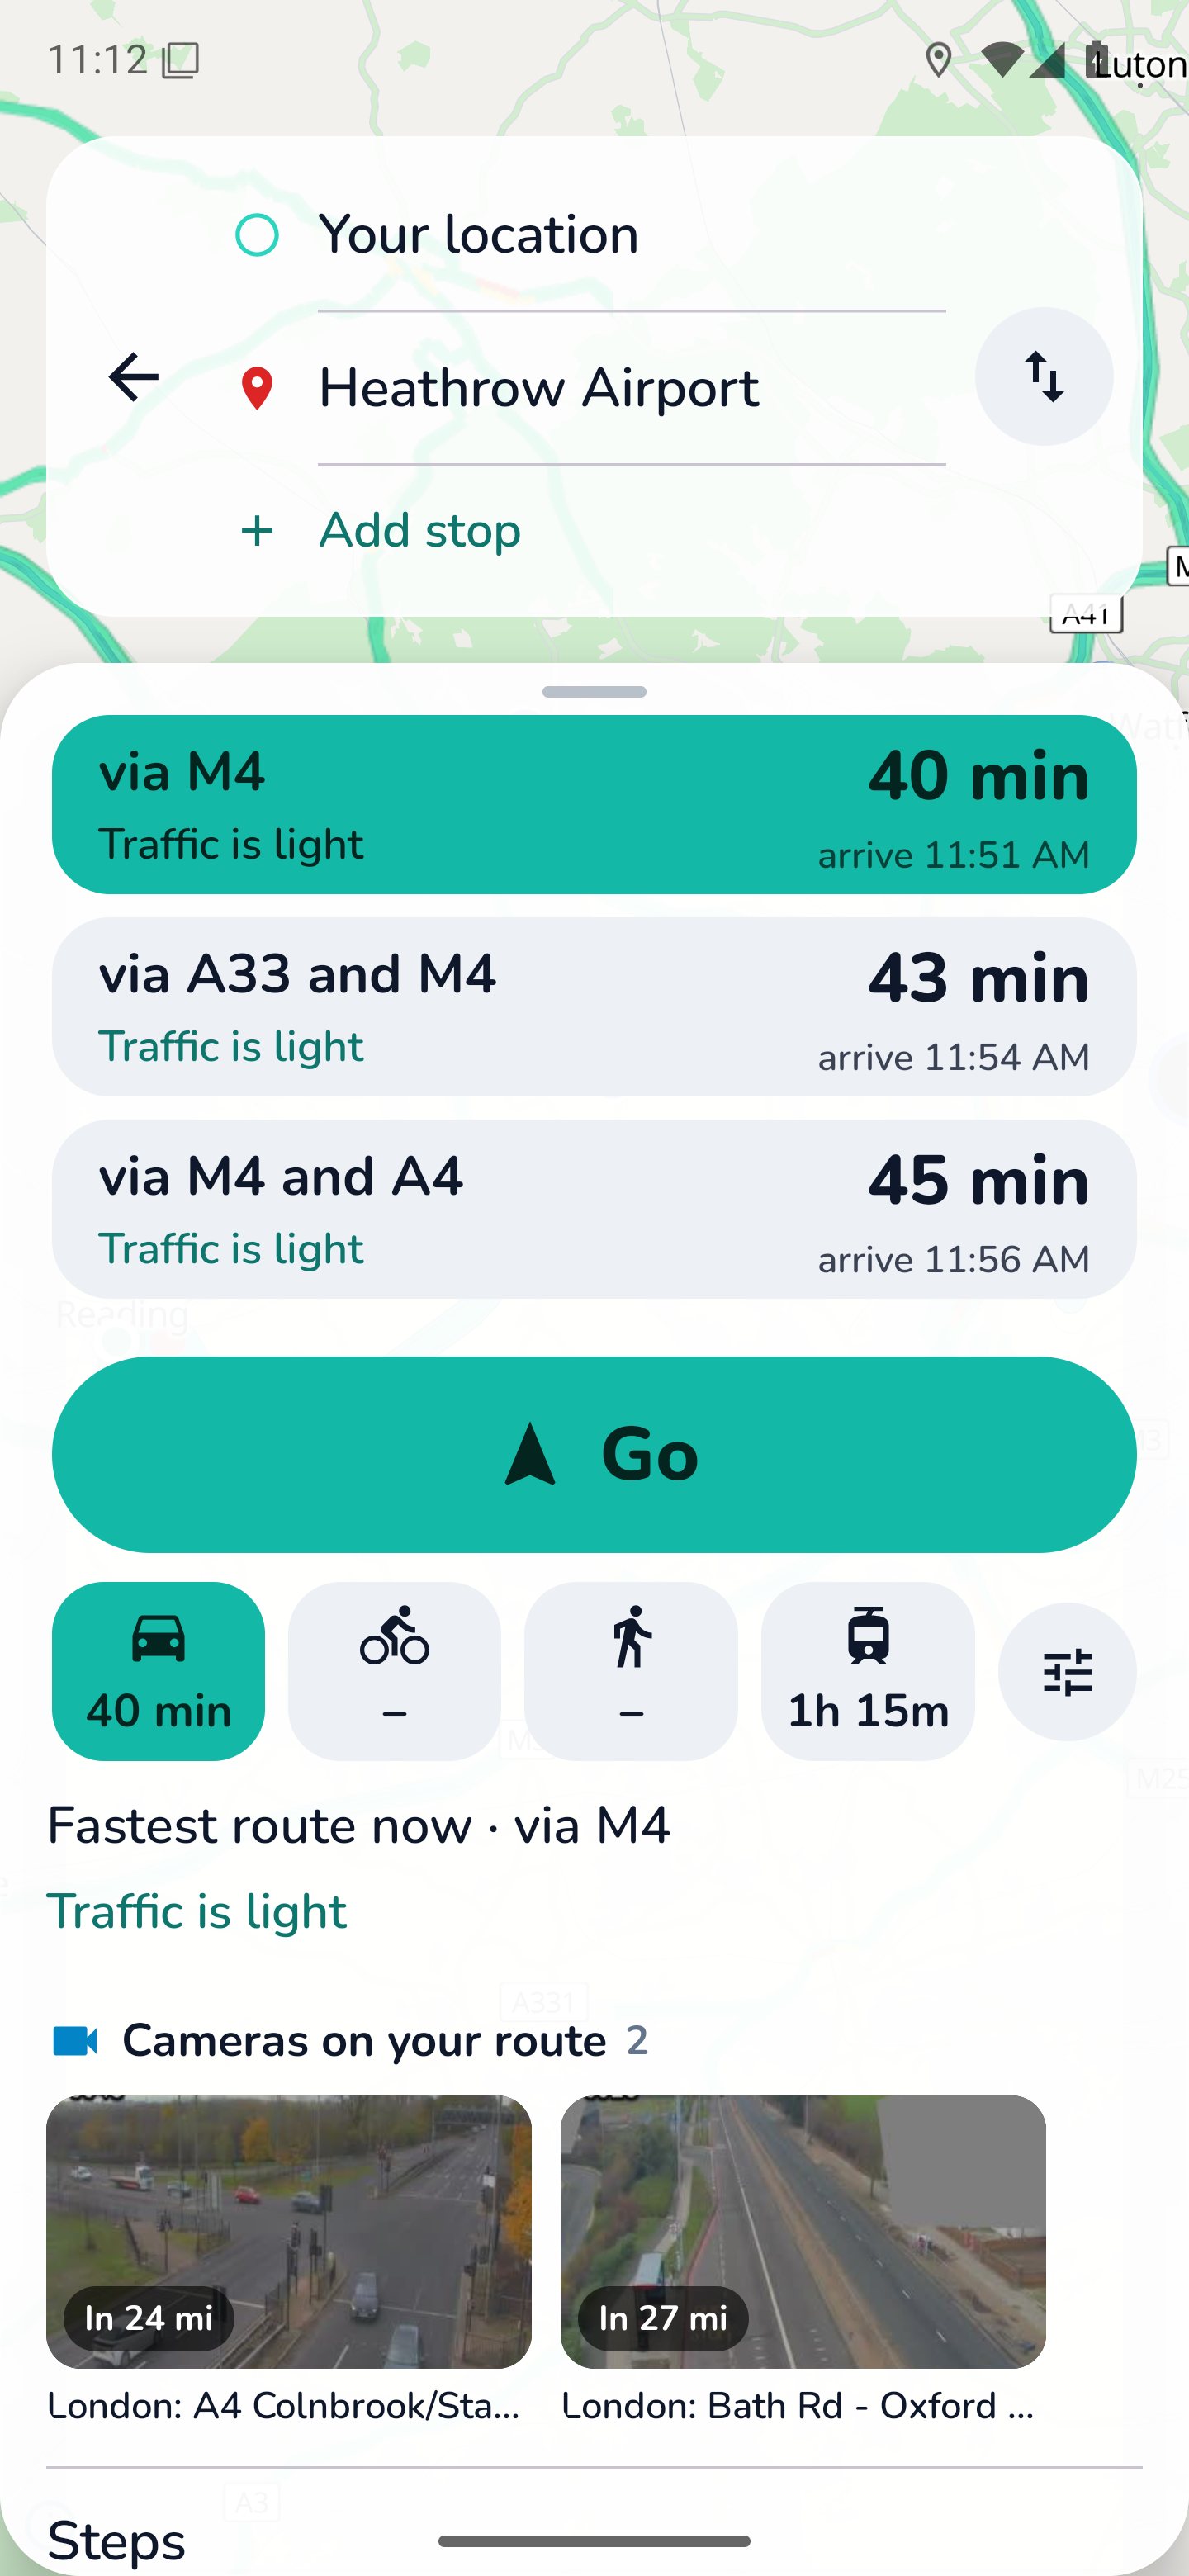 11:12
Luton
Your location
Heathrow Airport
Add stop
A41
via M4
40 min
Traffic is light
arrive 11:51 AM
via A33 and M4
43 min
Traffic is light
arrive 11:54 AM
via M4 and A4
45 min
Traffic is light
arrive 11:56 AM
Reading
Go
40 min
–
–
1h 15m
M25
Fastest route now · via M4
Traffic is light
A331
Cameras on your route 2
In 24 mi
In 27 mi
London: A4 Colnbrook/Sta...
London: Bath Rd - Oxford ...
A3
Steps